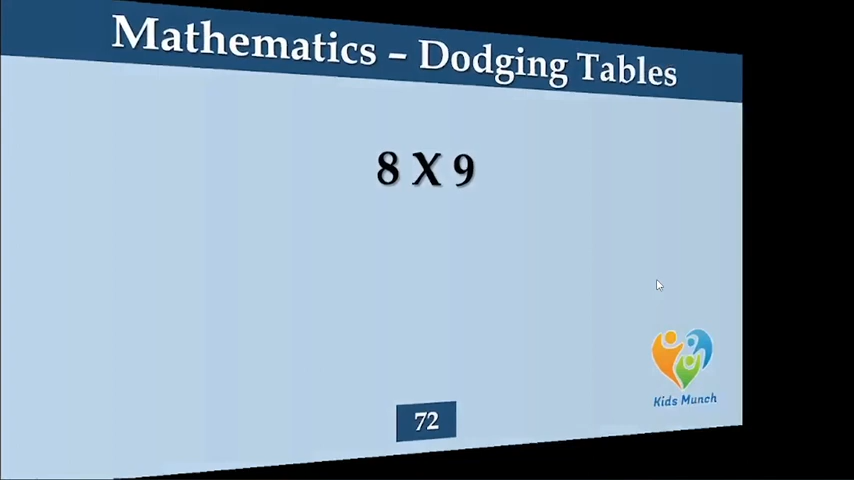 Mathematics – Dodging Tables
8 X 9
Kids Munch
72